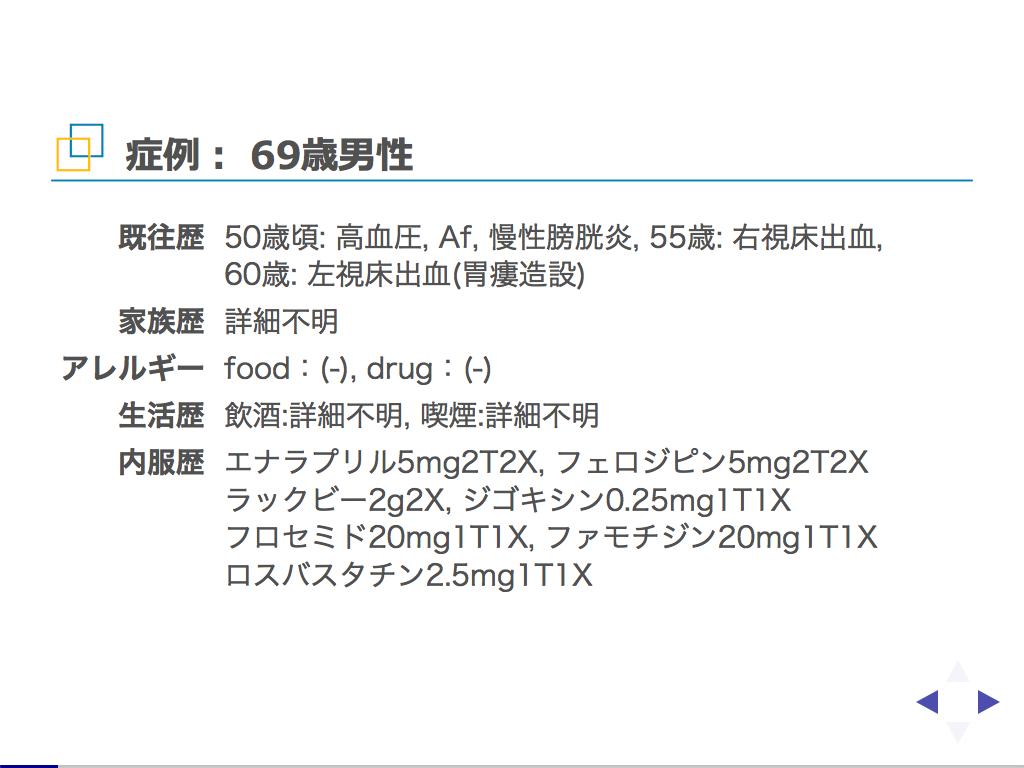 症例： 69歳男性
既往歴 50歳頃: 高血圧, Af, 慢性膀胱炎, 55歳: 右視床出血,
60歳: 左視床出血(胃瘻造設)
家族歴 詳細不明
アレルギー food：(-), drug：(-)
生活歴 飲酒:詳細不明, 喫煙:詳細不明
内服歴 エナラプリル5mg2T2X, フェロジピン5mg2T2X
ラックビー2g2X, ジゴキシン0.25mg1T1X
フロセミド20mg1T1X, ファモチジン20mg1T1X
ロスバスタチン2.5mg1T1X